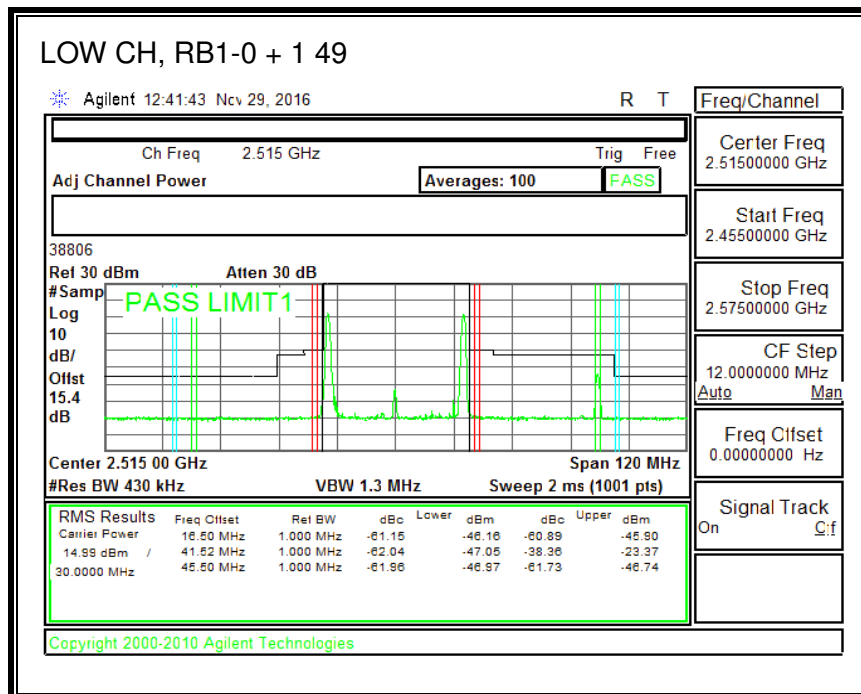 LOW CH, RB1-0 + 1 49
Agilent 12:41:43 Nov 29, 2016 R T
Freq/Channel
Ch Freq 2.515 GHz Trig Free
Adj Channel Power Averages: 100 PASS
Center Freq
2.51500000 GHz
Start Freq
2.45500000 GHz
Stop Freq
2.57500000 GHz
CF Step
12.0000000 MHz
Auto Man
Freq Offset
0.00000000 Hz
Signal Track
On Off
38806
Ref 30 dBm Atten 30 dB
#Samp
Log
10
dB/
Offst
15.4
dB
PASS LIMIT1
Center 2.515 00 GHz Span 120 MHz
#Res BW 430 kHz VBW 1.3 MHz Sweep 2 ms (1001 pts)
RMS Results Freq Offset Ref BW dBc Lower dBm dBc Upper dBm
Carrier Power 16.50 MHz 1.000 MHz -61.15 -46.16 -60.89 -45.90
14.99 dBm / 41.52 MHz 1.000 MHz -62.04 -47.05 -38.36 -23.37
30.0000 MHz 45.50 MHz 1.000 MHz -61.96 -46.97 -61.73 -46.74
Copyright 2000-2010 Agilent Technologies